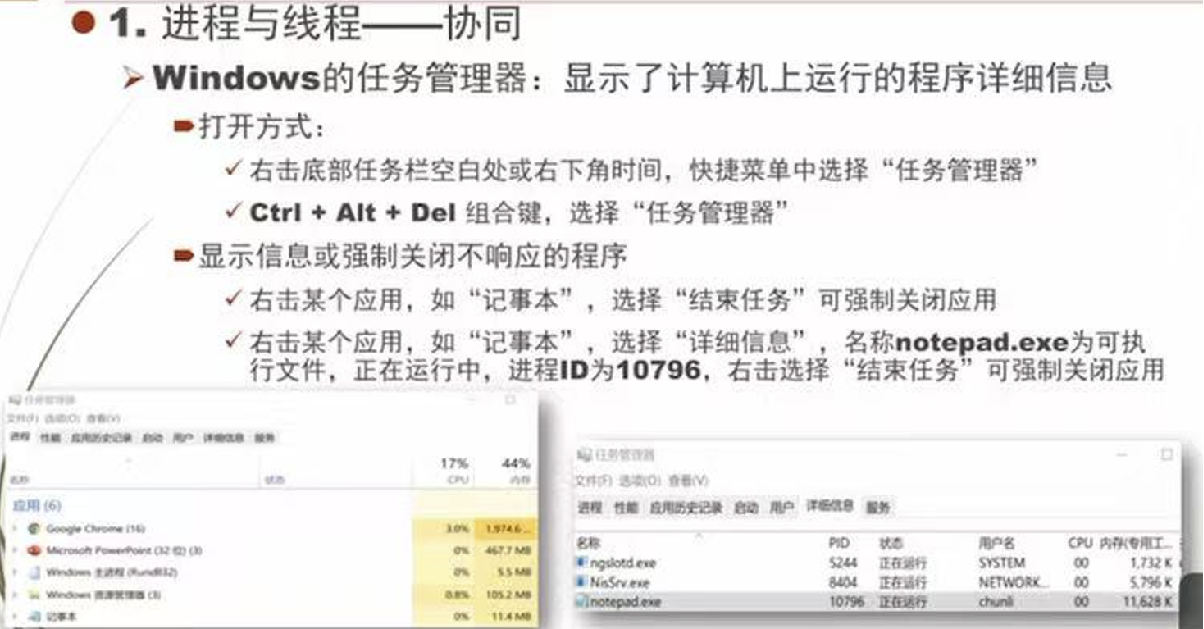 1. 进程与线程——协同
Windows的任务管理器：显示了计算机上运行的程序详细信息
打开方式：
右击底部任务栏空白处或右下角时间，快捷菜单中选择“任务管理器”
Ctrl + Alt + Del 组合键，选择“任务管理器”
显示信息或强制关闭不响应的程序
右击某个应用，如“记事本”，选择“结束任务”可强制关闭应用
右击某个应用，如“记事本”，选择“详细信息”，名称notepad.exe为可执
行文件，正在运行中，进程ID为10796，右击选择“结束任务”可强制关闭应用
任务管理器
文件(F) 选项(O) 查看(V)
进程 性能 应用历史记录 启动 用户 详细信息 服务
17% 44%
名称 状态 CPU 内存
应用 (6)
Google Chrome (16) 3.0% 1,974.6 ...
Microsoft PowerPoint (32 位) (3) 0% 467.7 MB
Windows 主进程 (Rundll32) 0% 5.5 MB
Windows 资源管理器 (3) 0.8% 105.2 MB
记事本 0% 11.4 MB
任务管理器
文件(F) 选项(O) 查看(V)
进程 性能 应用历史记录 启动 用户 详细信息 服务
名称 PID 状态 用户名 CPU 内存(专用工...
ngslotd.exe 5244 正在运行 SYSTEM 00 1,732 K
NisSrv.exe 8404 正在运行 NETWORK... 00 5,796 K
notepad.exe 10796 正在运行 chunli 00 11,628 K